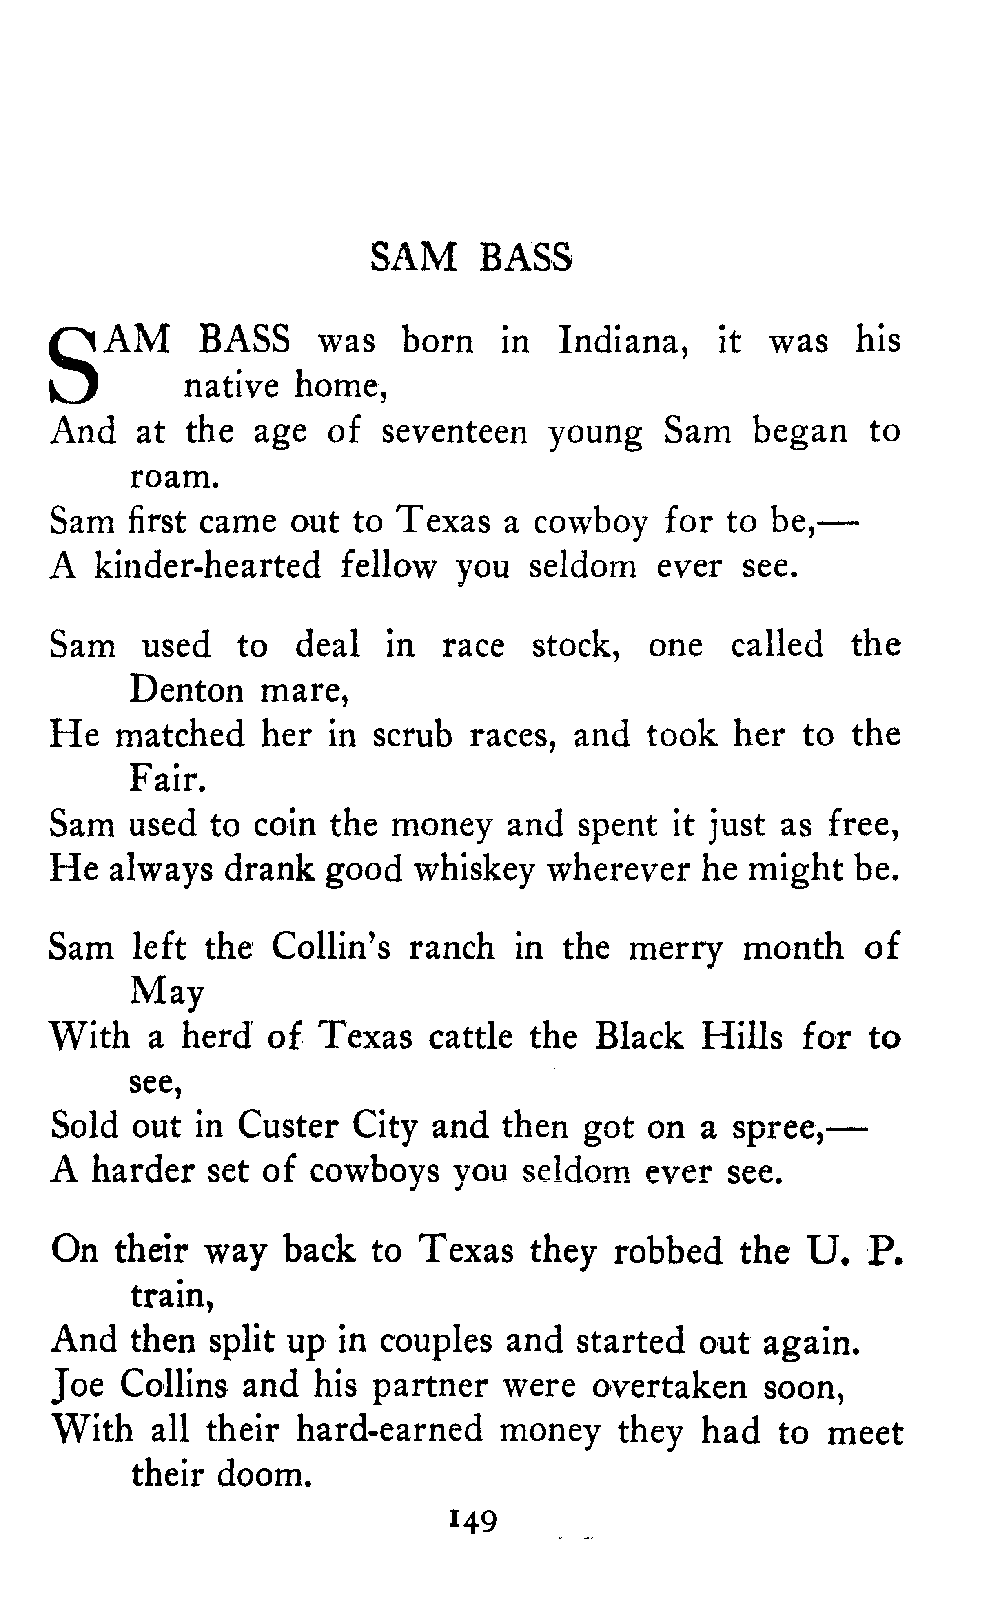 SAM BASS
SAM BASS was born in Indiana, it was his
native home,
And at the age of seventeen young Sam began to
roam.
Sam first came out to Texas a cowboy for to be,—
A kinder-hearted fellow you seldom ever see.
Sam used to deal in race stock, one called the
Denton mare,
He matched her in scrub races, and took her to the
Fair.
Sam used to coin the money and spent it just as free,
He always drank good whiskey wherever he might be.
Sam left the Collin's ranch in the merry month of
May
With a herd of Texas cattle the Black Hills for to
see,
Sold out in Custer City and then got on a spree,—
A harder set of cowboys you seldom ever see.
On their way back to Texas they robbed the U. P.
train,
And then split up in couples and started out again.
Joe Collins and his partner were overtaken soon,
With all their hard-earned money they had to meet
their doom.
149